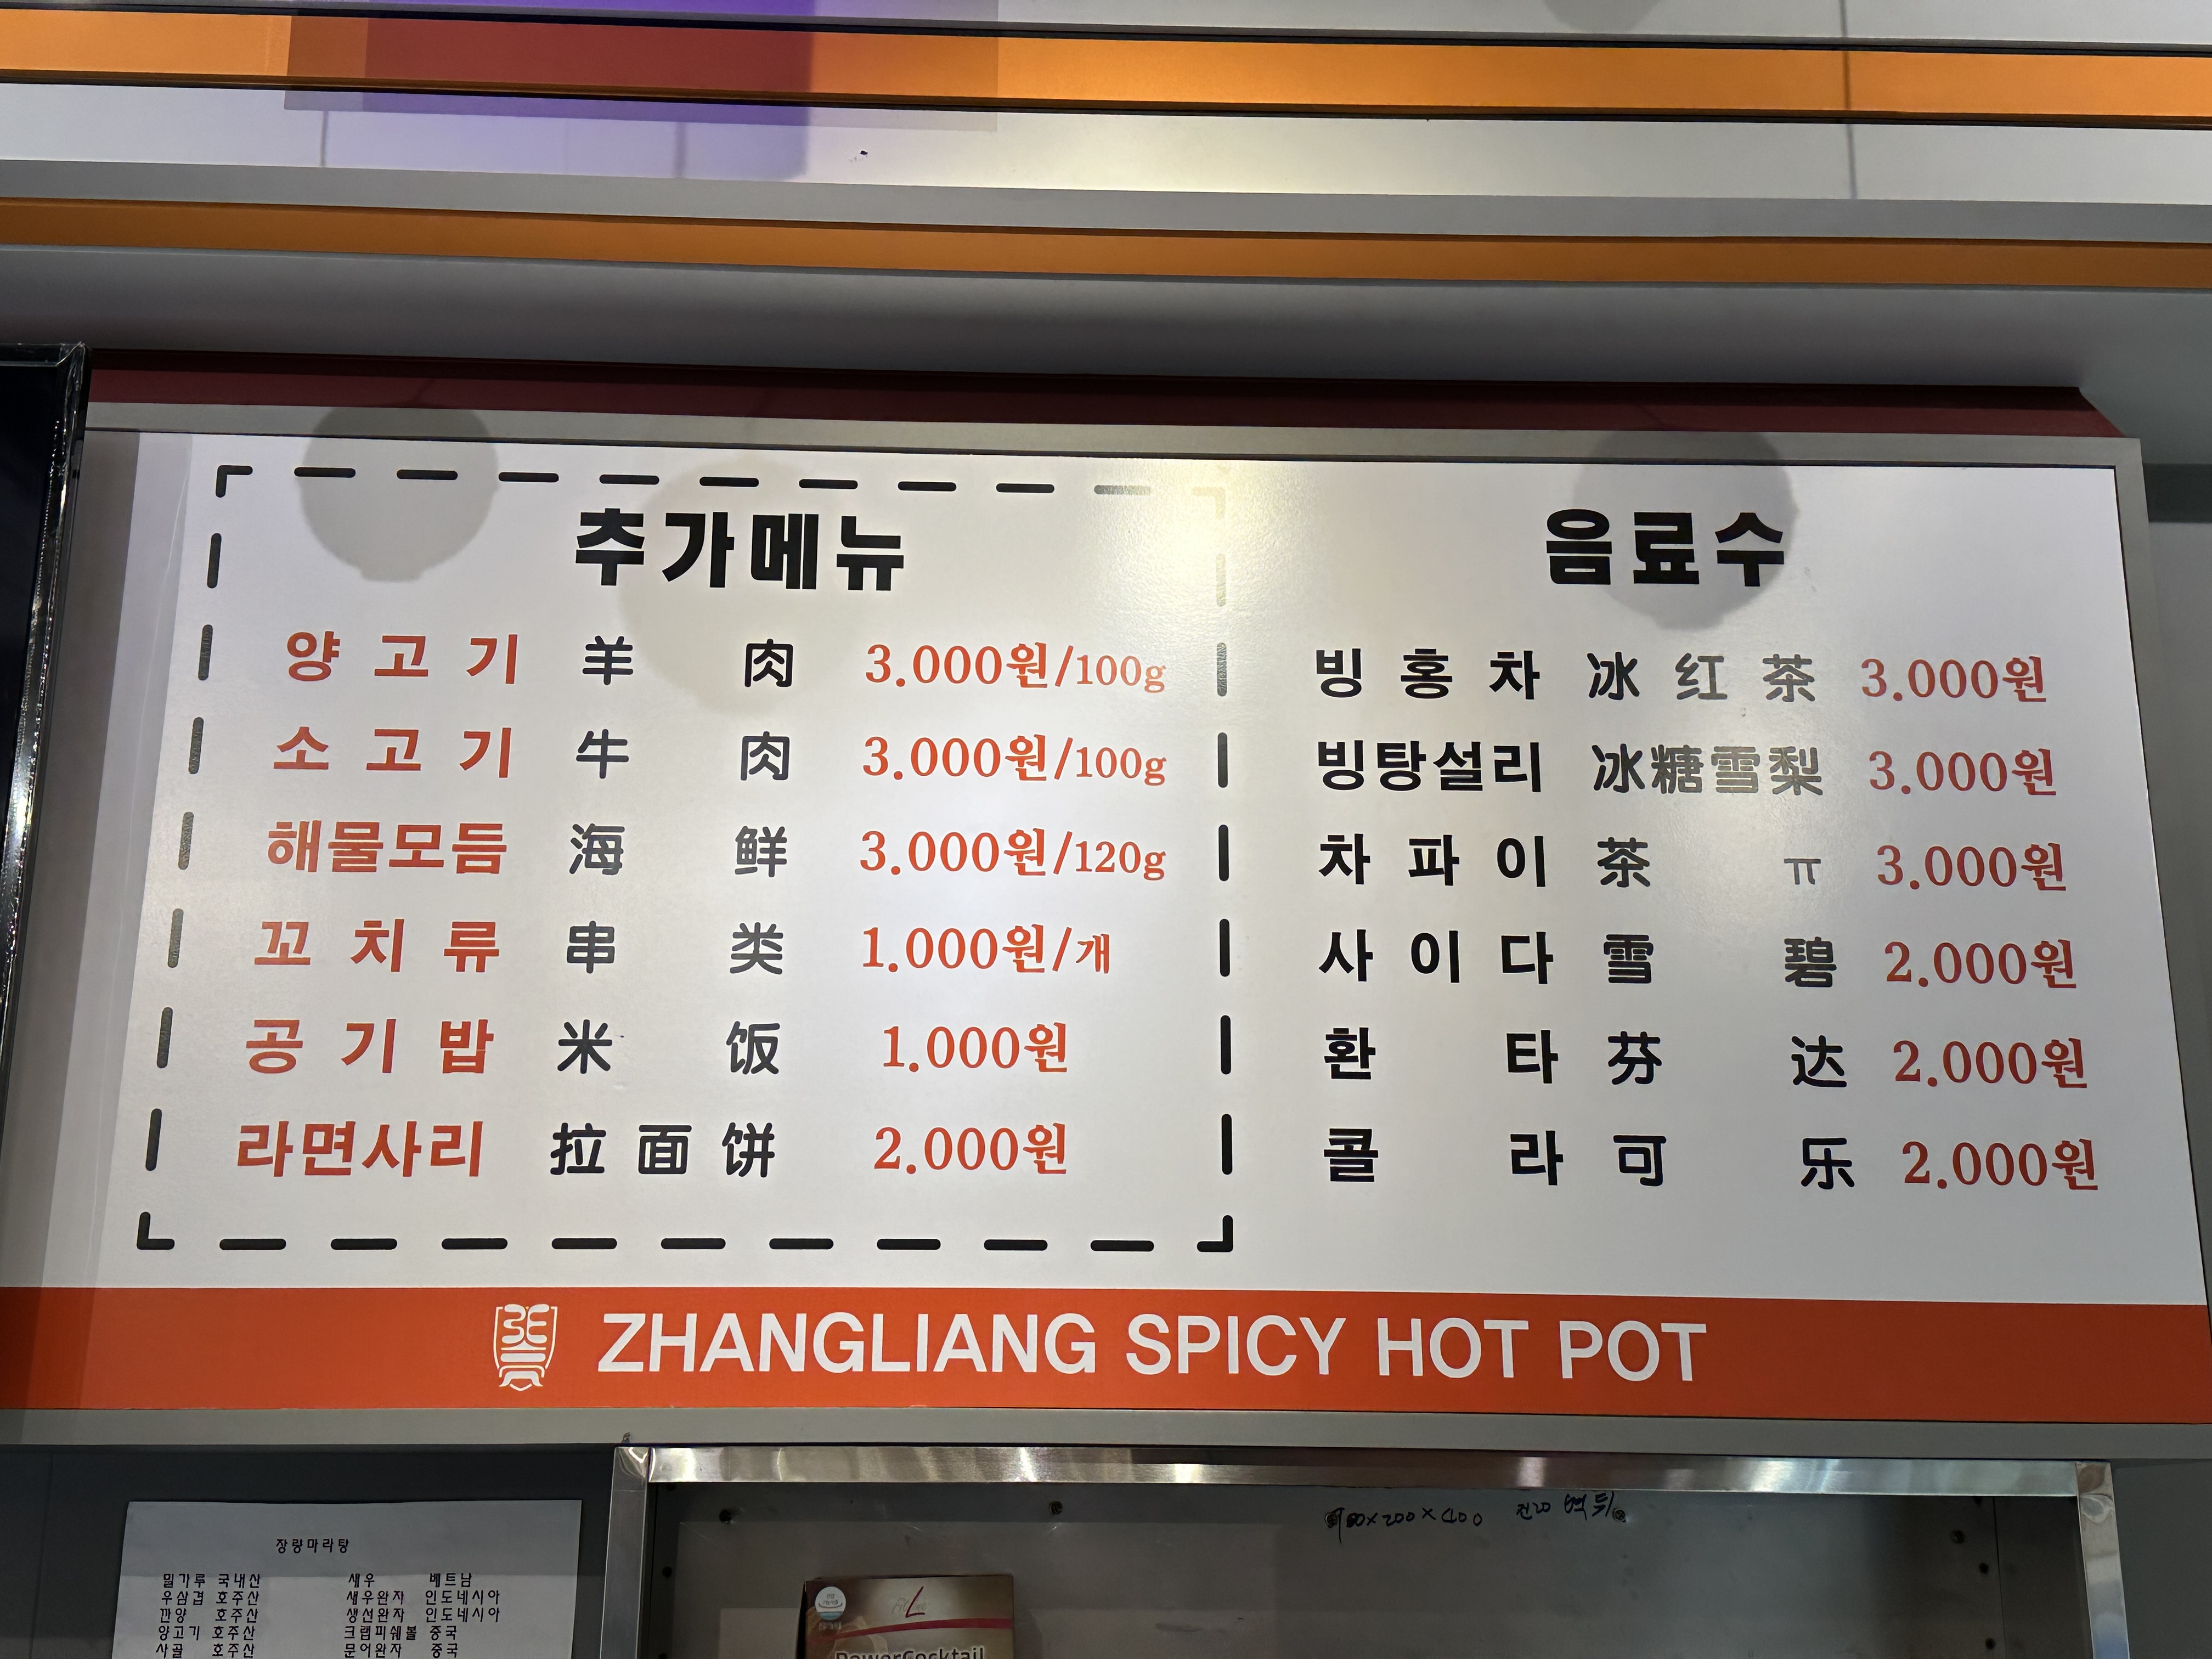 추가메뉴
양고기 羊肉 3.000원/100g
소고기 牛肉 3.000원/100g
해물모듬 海鲜 3.000원/120g
꼬치류 串类 1.000원/개
공기밥 米饭 1.000원
라면사리 拉面饼 2.000원
음료수
빙홍차 冰红茶 3.000원
빙탕설리 冰糖雪梨 3.000원
차파이 茶π 3.000원
사이다 雪碧 2.000원
환타 芬达 2.000원
콜라 可乐 2.000원
ZHANGLIANG SPICY HOT POT
장량마라탕
밀가루 국내산 새우 베트남
우삼겹 호주산 새우완자 인도네시아
깐양 호주산 생선완자 인도네시아
양고기 호주산 크랩피쉬볼 중국
사골 호주산 문어완자 중국
PowerCocktail